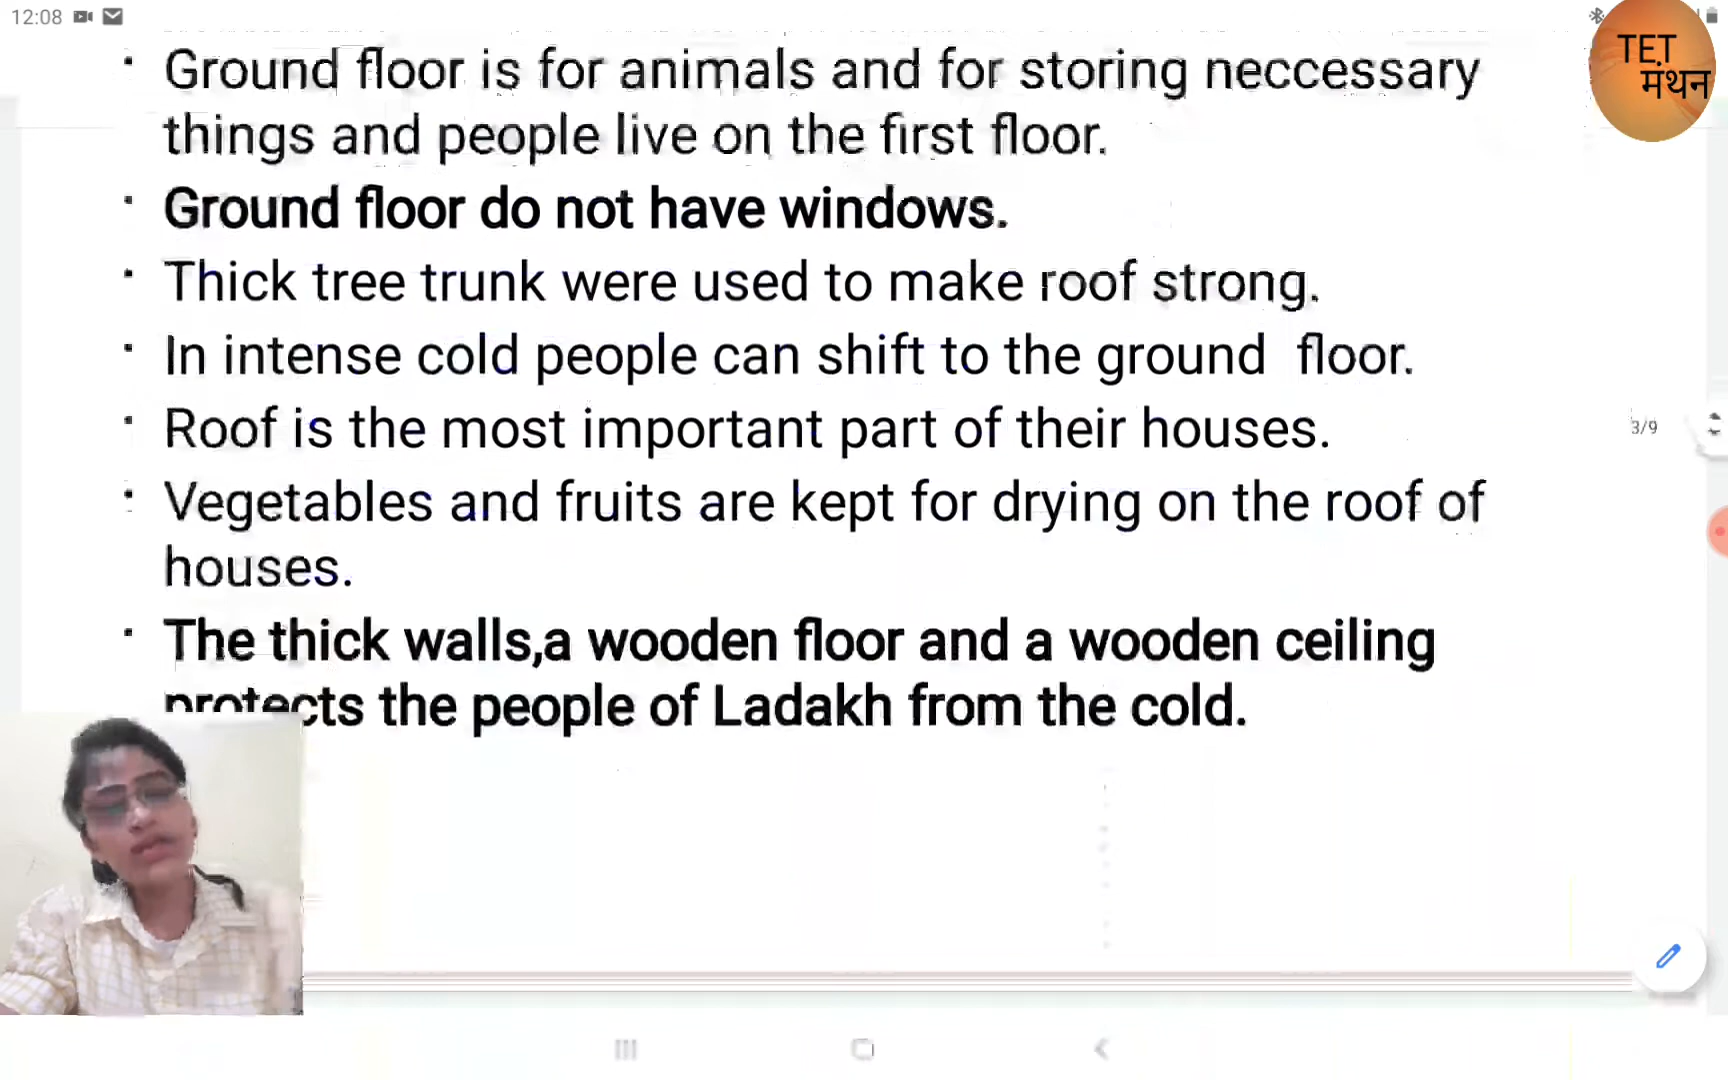 12:08
TET
मंथन
Ground floor is for animals and for storing neccessary
things and people live on the first floor.
Ground floor do not have windows.
Thick tree trunk were used to make roof strong.
In intense cold people can shift to the ground floor.
Roof is the most important part of their houses.
3/9
Vegetables and fruits are kept for drying on the roof of
houses.
The thick walls,a wooden floor and a wooden ceiling
protects the people of Ladakh from the cold.